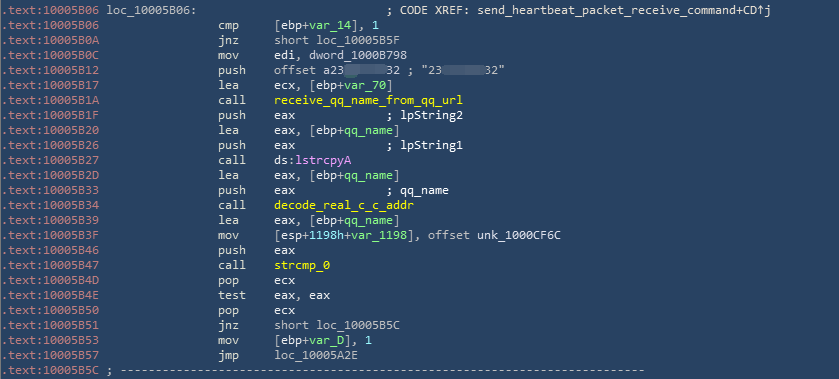 .text:10005B06 loc_10005B06: ; CODE XREF: send_heartbeat_packet_receive_command+CD↑j
.text:10005B06 cmp [ebp+var_14], 1
.text:10005B0A jnz short loc_10005B5F
.text:10005B0C mov edi, dword_1000B798
.text:10005B12 push offset a23 32 ; "23 32"
.text:10005B17 lea ecx, [ebp+var_70]
.text:10005B1A call receive_qq_name_from_qq_url
.text:10005B1F push eax ; lpString2
.text:10005B20 lea eax, [ebp+qq_name]
.text:10005B26 push eax ; lpString1
.text:10005B27 call ds:lstrcpyA
.text:10005B2D lea eax, [ebp+qq_name]
.text:10005B33 push eax ; qq_name
.text:10005B34 call decode_real_c_c_addr
.text:10005B39 lea eax, [ebp+qq_name]
.text:10005B3F mov [esp+1198h+var_1198], offset unk_1000CF6C
.text:10005B46 push eax
.text:10005B47 call strcmp_0
.text:10005B4D pop ecx
.text:10005B4E test eax, eax
.text:10005B50 pop ecx
.text:10005B51 jnz short loc_10005B5C
.text:10005B53 mov [ebp+var_D], 1
.text:10005B57 jmp loc_10005A2E
.text:10005B5C ; ---------------------------------------------------------------------------